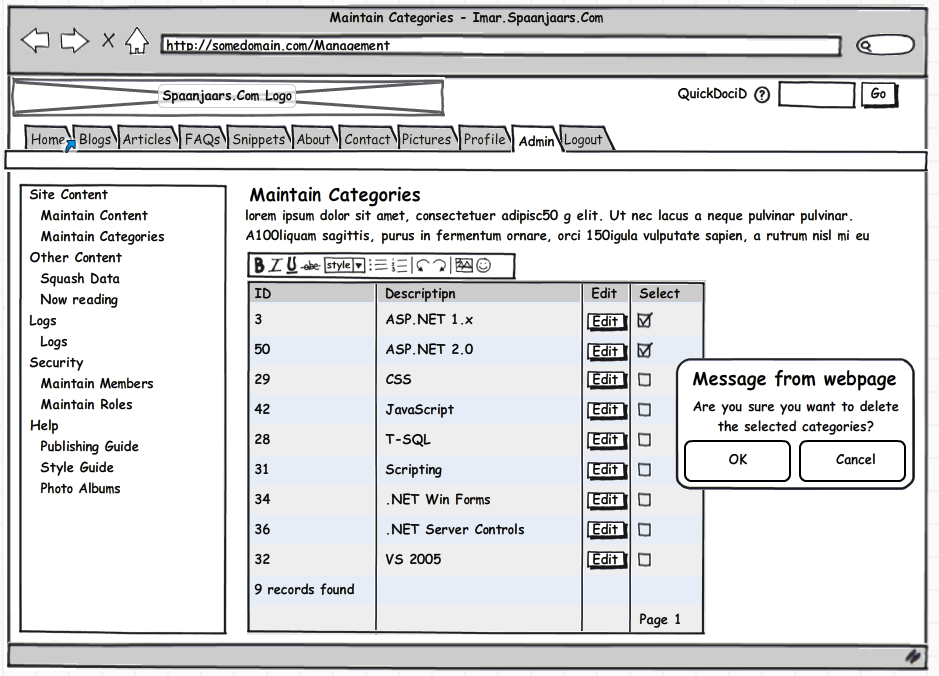 Maintain Categories - Imar.Spaanjaars.Com
http://somedomain.com/Management
Spaanjaars.Com Logo
QuickDociD ? Go
Home Blogs Articles FAQs Snippets About Contact Pictures Profile Admin Logout
Site Content
Maintain Content
Maintain Categories
Other Content
Squash Data
Now reading
Logs
Logs
Security
Maintain Members
Maintain Roles
Help
Publishing Guide
Style Guide
Photo Albums
Maintain Categories
lorem ipsum dolor sit amet, consectetuer adipisc50 g elit. Ut nec lacus a neque pulvinar pulvinar.
A100liquam sagittis, purus in fermentum ornare, orci 150igula vulputate sapien, a rutrum nisl mi eu
B I U abc style
ID Descriptipn Edit Select
3 ASP.NET 1.x Edit
50 ASP.NET 2.0 Edit
29 CSS Edit
42 JavaScript Edit
28 T-SQL Edit
31 Scripting Edit
34 .NET Win Forms Edit
36 .NET Server Controls Edit
32 VS 2005 Edit
9 records found
Page 1
Message from webpage
Are you sure you want to delete
the selected categories?
OK Cancel